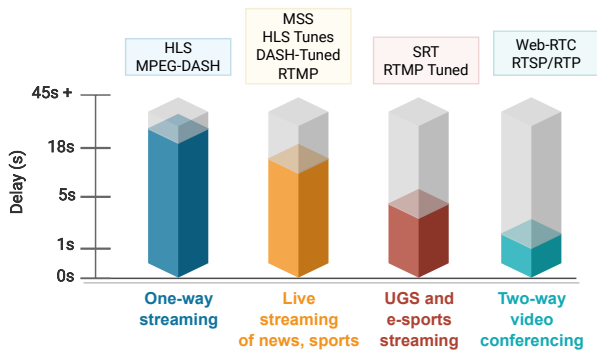 HLS
MPEG-DASH
MSS
HLS Tunes
DASH-Tuned
RTMP
SRT
RTMP Tuned
Web-RTC
RTSP/RTP
Delay (s)
45s +
18s
5s
1s
0s
One-way
streaming
Live
streaming
of news, sports
UGS and
e-sports
streaming
Two-way
video
conferencing